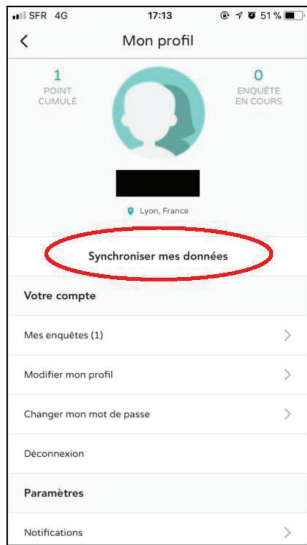 SFR 4G 17:13 51 %
Mon profil
1 0
POINT ENQUÊTE
CUMULÉ EN COURS
Lyon, France
Synchroniser mes données
Votre compte
Mes enquêtes (1)
Modifier mon profil
Changer mon mot de passe
Déconnexion
Paramètres
Notifications